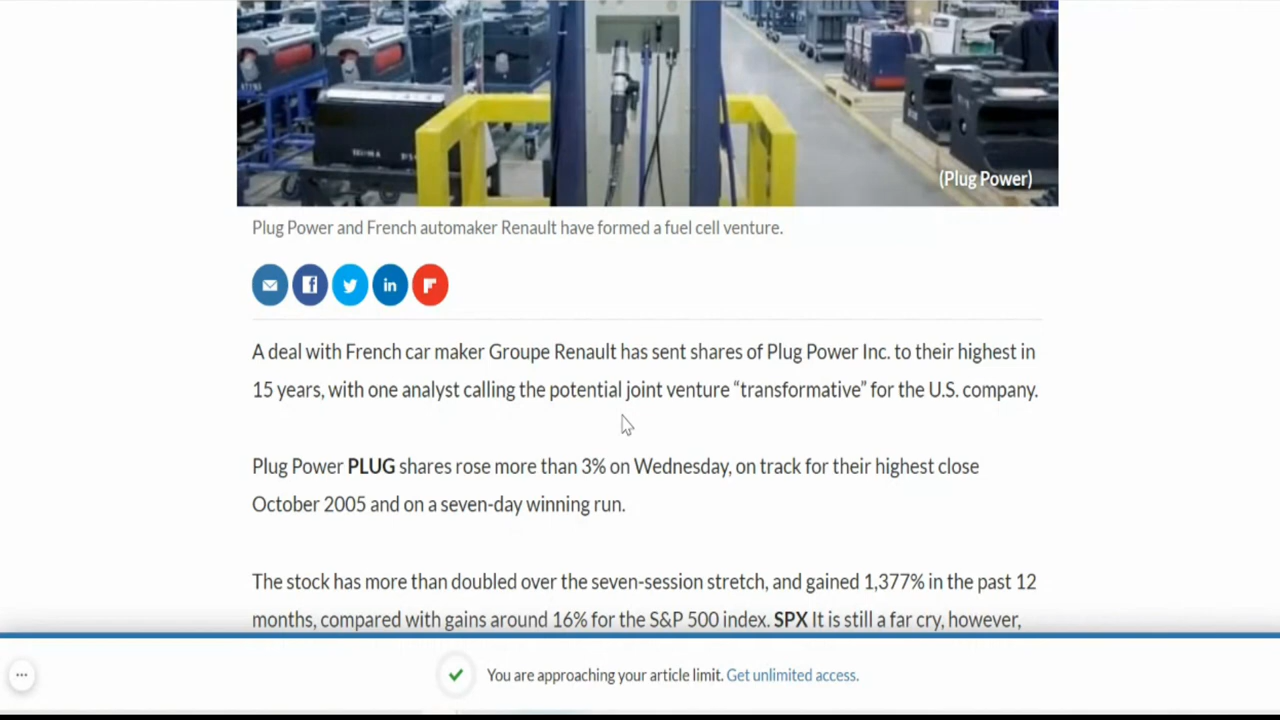 (Plug Power)
Plug Power and French automaker Renault have formed a fuel cell venture.
A deal with French car maker Groupe Renault has sent shares of Plug Power Inc. to their highest in
15 years, with one analyst calling the potential joint venture “transformative” for the U.S. company.
Plug Power PLUG shares rose more than 3% on Wednesday, on track for their highest close
October 2005 and on a seven-day winning run.
The stock has more than doubled over the seven-session stretch, and gained 1,377% in the past 12
months, compared with gains around 16% for the S&P 500 index. SPX It is still a far cry, however,
You are approaching your article limit. Get unlimited access.